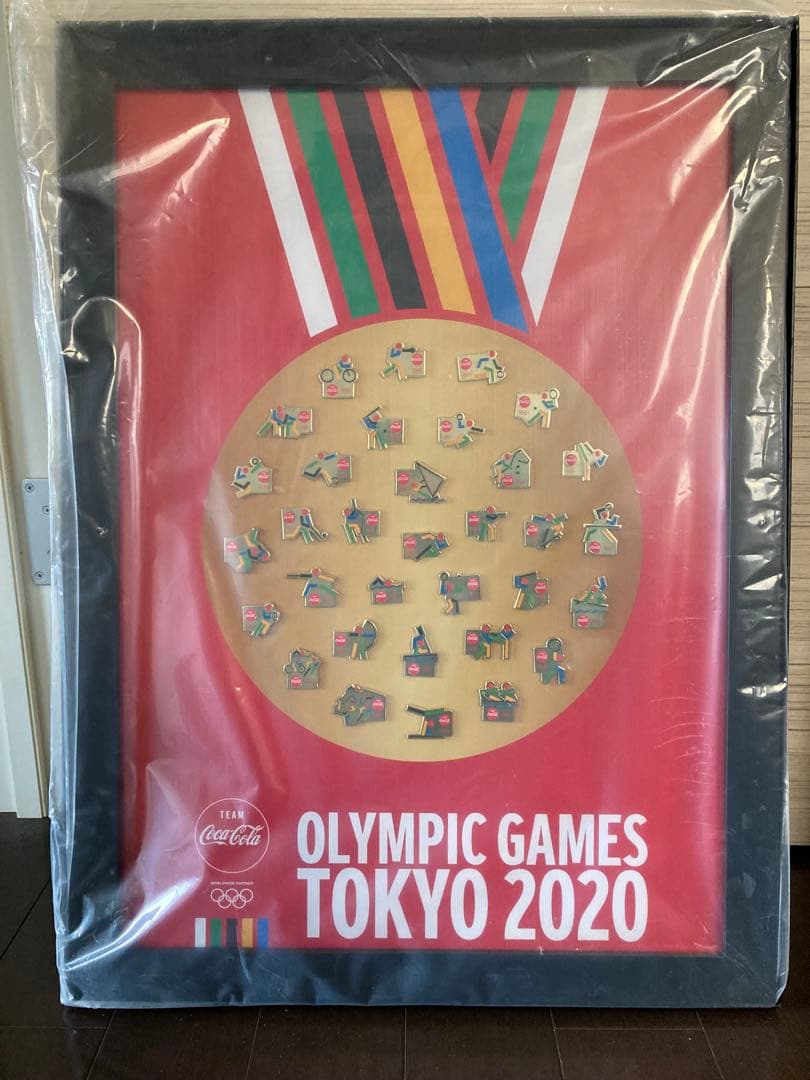 TEAM
Coca-Cola
WORLDWIDE PARTNER
OLYMPIC GAMES
TOKYO 2020